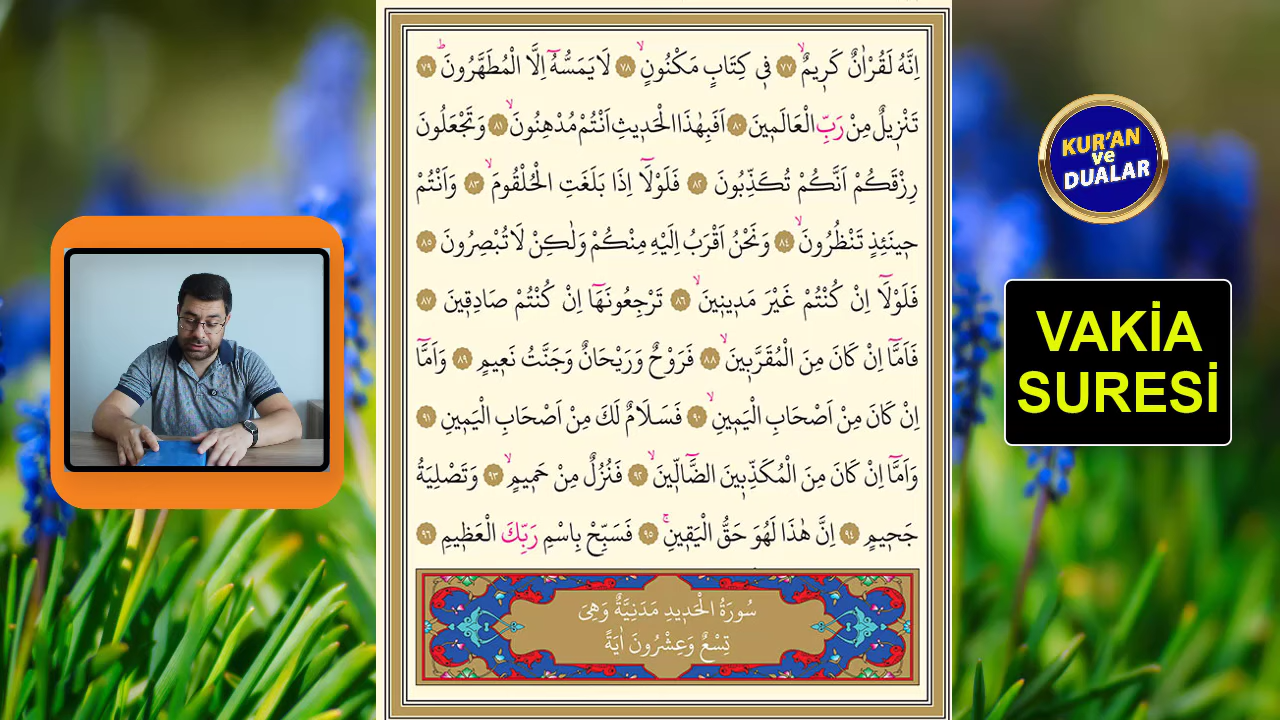 اِنَّهُ لَقُرْاٰنٌ كَر۪يمٌۙ ﴿٧٧﴾ ف۪ي كِتَابٍ مَكْنُونٍۙ ﴿٧٨﴾ لَا يَمَسُّهُٓ اِلَّا الْمُطَهَّرُونَۜ ﴿٧٩﴾
تَنْز۪يلٌ مِنْ رَبِّ الْعَالَم۪ينَ ﴿٨٠﴾ اَفَبِهٰذَا الْحَد۪يثِ اَنْتُمْ مُدْهِنُونَۙ ﴿٨١﴾ وَتَجْعَلُونَ
رِزْقَكُمْ اَنَّكُمْ تُكَذِّبُونَ ﴿٨٢﴾ فَلَوْلَٓا اِذَا بَلَغَتِ الْحُلْقُومَۙ ﴿٨٣﴾ وَاَنْتُمْ
ح۪ينَئِذٍ تَنْظُرُونَۙ ﴿٨٤﴾ وَنَحْنُ اَقْرَبُ اِلَيْهِ مِنْكُمْ وَلٰكِنْ لَا تُبْصِرُونَ ﴿٨٥﴾
فَلَوْلَٓا اِنْ كُنْتُمْ غَيْرَ مَد۪ين۪ينَۙ ﴿٨٦﴾ تَرْجِعُونَهَٓا اِنْ كُنْتُمْ صَادِق۪ينَ ﴿٨٧﴾
فَاَمَّٓا اِنْ كَانَ مِنَ الْمُقَرَّب۪ينَۙ ﴿٨٨﴾ فَرَوْحٌ وَرَيْحَانٌ وَجَنَّتُ نَع۪يمٍ ﴿٨٩﴾ وَاَمَّٓا
اِنْ كَانَ مِنْ اَصْحَابِ الْيَم۪ينِۙ ﴿٩٠﴾ فَسَلَامٌ لَكَ مِنْ اَصْحَابِ الْيَم۪ينِ ﴿٩١﴾
وَاَمَّٓا اِنْ كَانَ مِنَ الْمُكَذِّب۪ينَ الضَّٓالّ۪ينَۙ ﴿٩٢﴾ فَنُزُلٌ مِنْ حَم۪يمٍۙ ﴿٩٣﴾ وَتَصْلِيَةُ
جَح۪يمٍ ﴿٩٤﴾ اِنَّ هٰذَا لَهُوَ حَقُّ الْيَق۪ينِۚ ﴿٩٥﴾ فَسَبِّحْ بِاسْمِ رَبِّكَ الْعَظ۪يمِ ﴿٩٦﴾
سُورَةُ الْحَد۪يدِ مَدَنِيَّةٌ وَهِيَ
تِسْعٌ وَعِشْرُونَ اٰيَةً
KUR'AN
ve
DUALAR
VAKİA
SURESİ